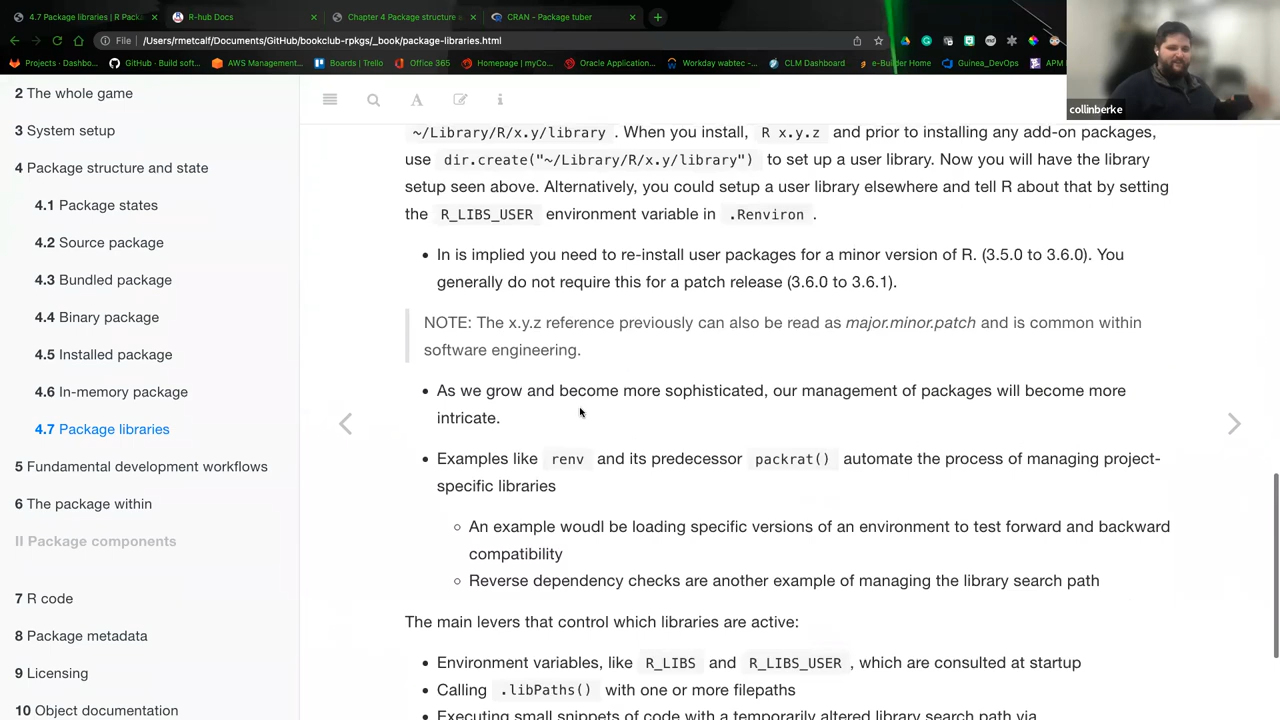 4.7 Package libraries | R Pack
R-hub Docs
Chapter 4 Package structure a
CRAN - Package tuber
File
/Users/rmetcalf/Documents/GitHub/bookclub-rpkgs/_book/package-libraries.html
Projects - Dashbo...
GitHub · Build soft...
AWS Management...
Boards | Trello
Office 365
Homepage | myCo...
Oracle Application...
Workday wabtec -...
CLM Dashboard
e-Builder Home
Guinea_DevOps
APM
collinberke
2 The whole game
3 System setup
4 Package structure and state
4.1 Package states
4.2 Source package
4.3 Bundled package
4.4 Binary package
4.5 Installed package
4.6 In-memory package
4.7 Package libraries
5 Fundamental development workflows
6 The package within
II Package components
7 R code
8 Package metadata
9 Licensing
10 Object documentation
~/Library/R/x.y/library . When you install, R x.y.z and prior to installing any add-on packages,
use dir.create("~/Library/R/x.y/library") to set up a user library. Now you will have the library
setup seen above. Alternatively, you could setup a user library elsewhere and tell R about that by setting
the R_LIBS_USER environment variable in .Renviron .
• In is implied you need to re-install user packages for a minor version of R. (3.5.0 to 3.6.0). You
generally do not require this for a patch release (3.6.0 to 3.6.1).
NOTE: The x.y.z reference previously can also be read as major.minor.patch and is common within
software engineering.
• As we grow and become more sophisticated, our management of packages will become more
intricate.
• Examples like renv and its predecessor packrat() automate the process of managing project-
specific libraries
○ An example woudl be loading specific versions of an environment to test forward and backward
compatibility
○ Reverse dependency checks are another example of managing the library search path
The main levers that control which libraries are active:
• Environment variables, like R_LIBS and R_LIBS_USER , which are consulted at startup
• Calling .libPaths() with one or more filepaths
• Executing small snippets of code with a temporarily altered library search path via